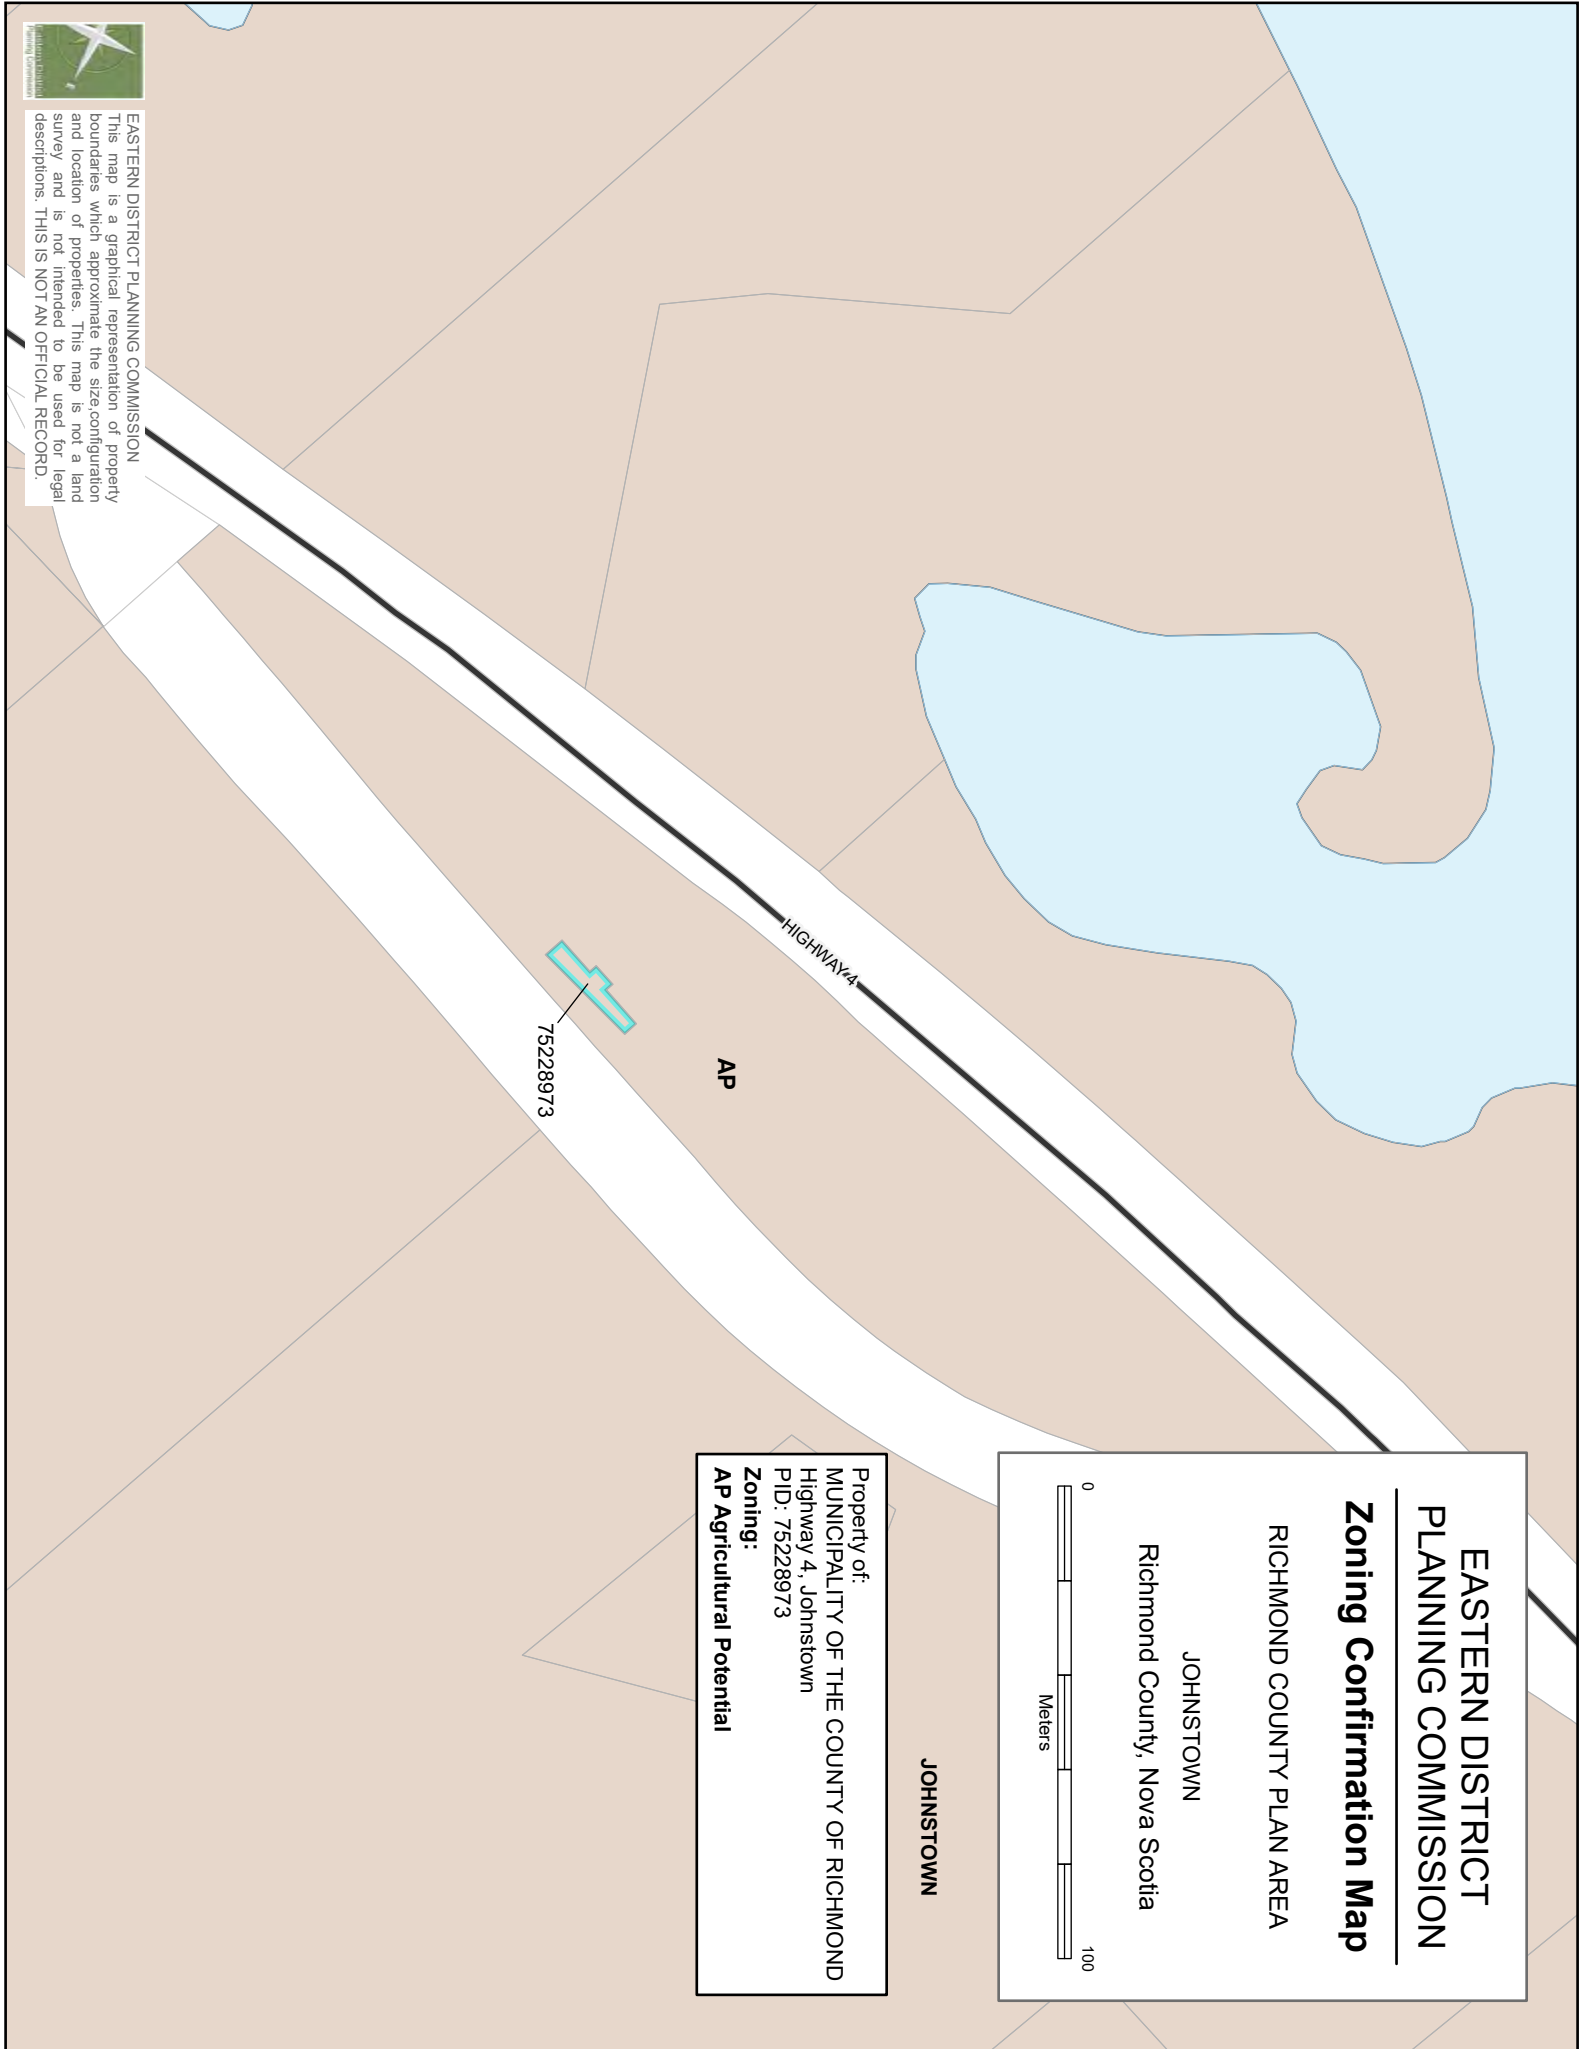 EASTERN DISTRICT
PLANNING COMMISSION
Zoning Confirmation Map
RICHMOND COUNTY PLAN AREA
JOHNSTOWN
Richmond County, Nova Scotia
0
100
Meters
JOHNSTOWN
Property of:
MUNICIPALITY OF THE COUNTY OF RICHMOND
Highway 4, Johnstown
PID: 75228973
Zoning:
AP Agricultural Potential
HIGHWAY 4
AP
75228973
EASTERN DISTRICT PLANNING COMMISSION
This map is a graphical representation of property
boundaries which approximate the size,configuration
and location of properties. This map is not a land
survey and is not intended to be used for legal
descriptions. THIS IS NOT AN OFFICIAL RECORD.
Planning Commission